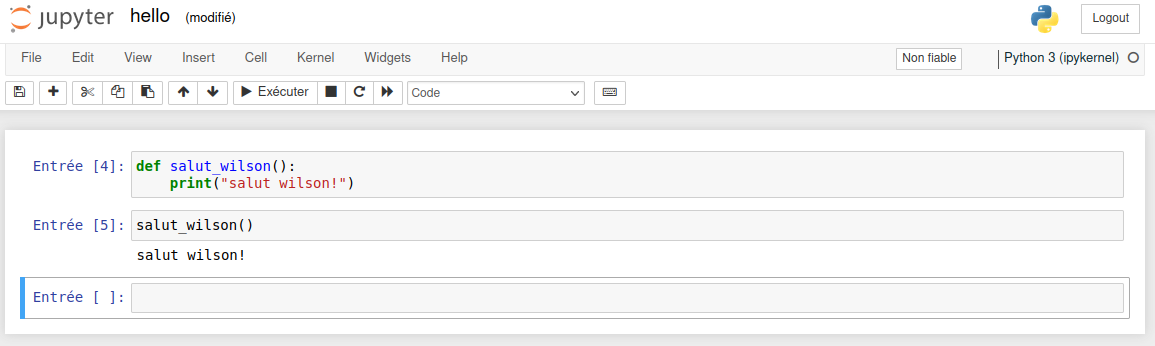 jupyter hello (modifié)
Logout
File Edit View Insert Cell Kernel Widgets Help
Non fiable
Python 3 (ipykernel)
Exécuter
Code
Entrée [4]: def salut_wilson():
    print("salut wilson!")
Entrée [5]: salut_wilson()
salut wilson!
Entrée [ ]: